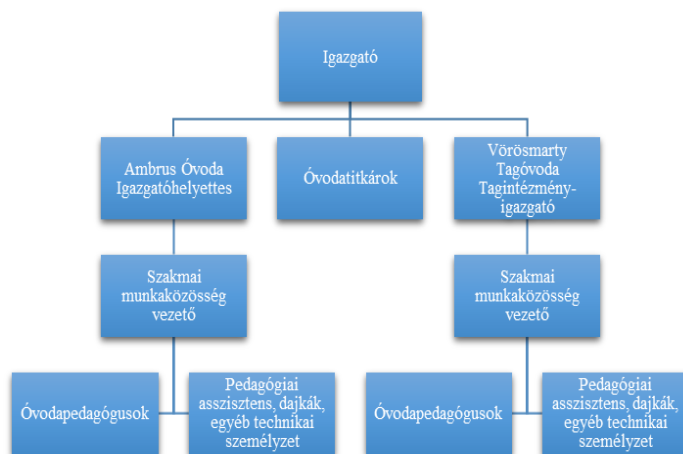 Igazgató
Ambrus Óvoda
Igazgatóhelyettes
Óvodatitkárok
Vörösmarty
Tagóvoda
Tagintézmény-
igazgató
Szakmai
munkaközösség
vezető
Szakmai
munkaközösség
vezető
Óvodapedagógusok
Pedagógiai
asszisztens, dajkák,
egyéb technikai
személyzet
Óvodapedagógusok
Pedagógiai
asszisztens, dajkák,
egyéb technikai
személyzet